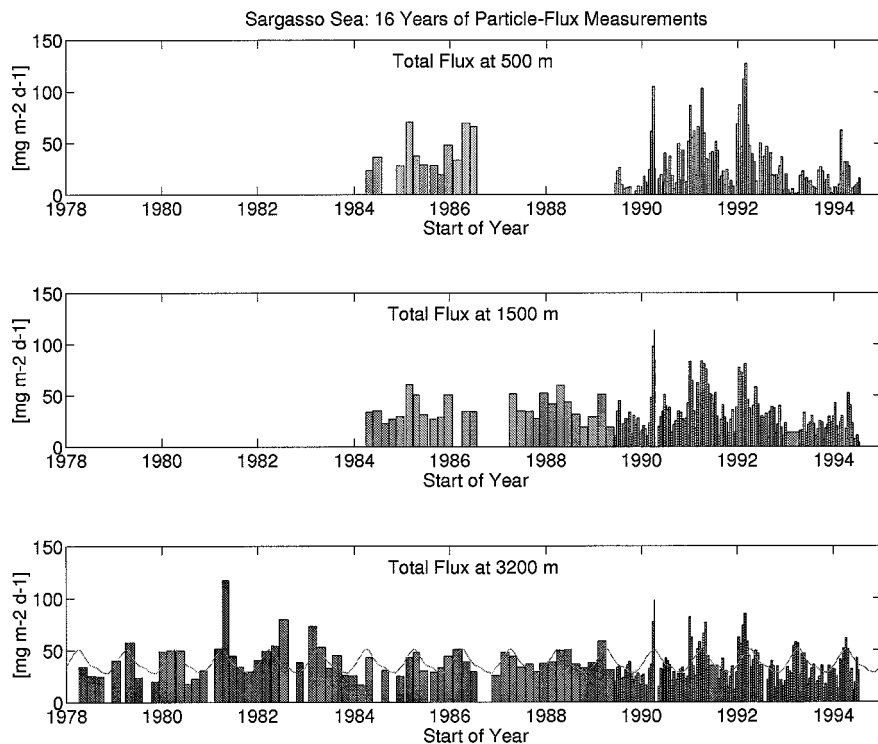 Sargasso Sea: 16 Years of Particle-Flux Measurements
Total Flux at 500 m
[mg m-2 d-1]
150
100
50
0
1978 1980 1982 1984 1986 1988 1990 1992 1994
Start of Year
Total Flux at 1500 m
[mg m-2 d-1]
150
100
50
0
1978 1980 1982 1984 1986 1988 1990 1992 1994
Start of Year
Total Flux at 3200 m
[mg m-2 d-1]
150
100
50
0
1978 1980 1982 1984 1986 1988 1990 1992 1994
Start of Year